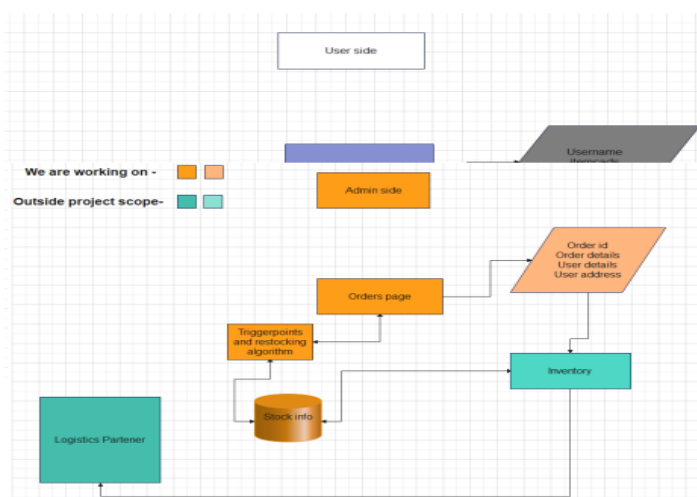 User side
Username
We are working on -
Admin side
Outside project scope-
Order id
Order details
User details
User address
Orders page
Triggerpoints
and restocking
algorithm
Inventory
Stock info
Logistics Partener